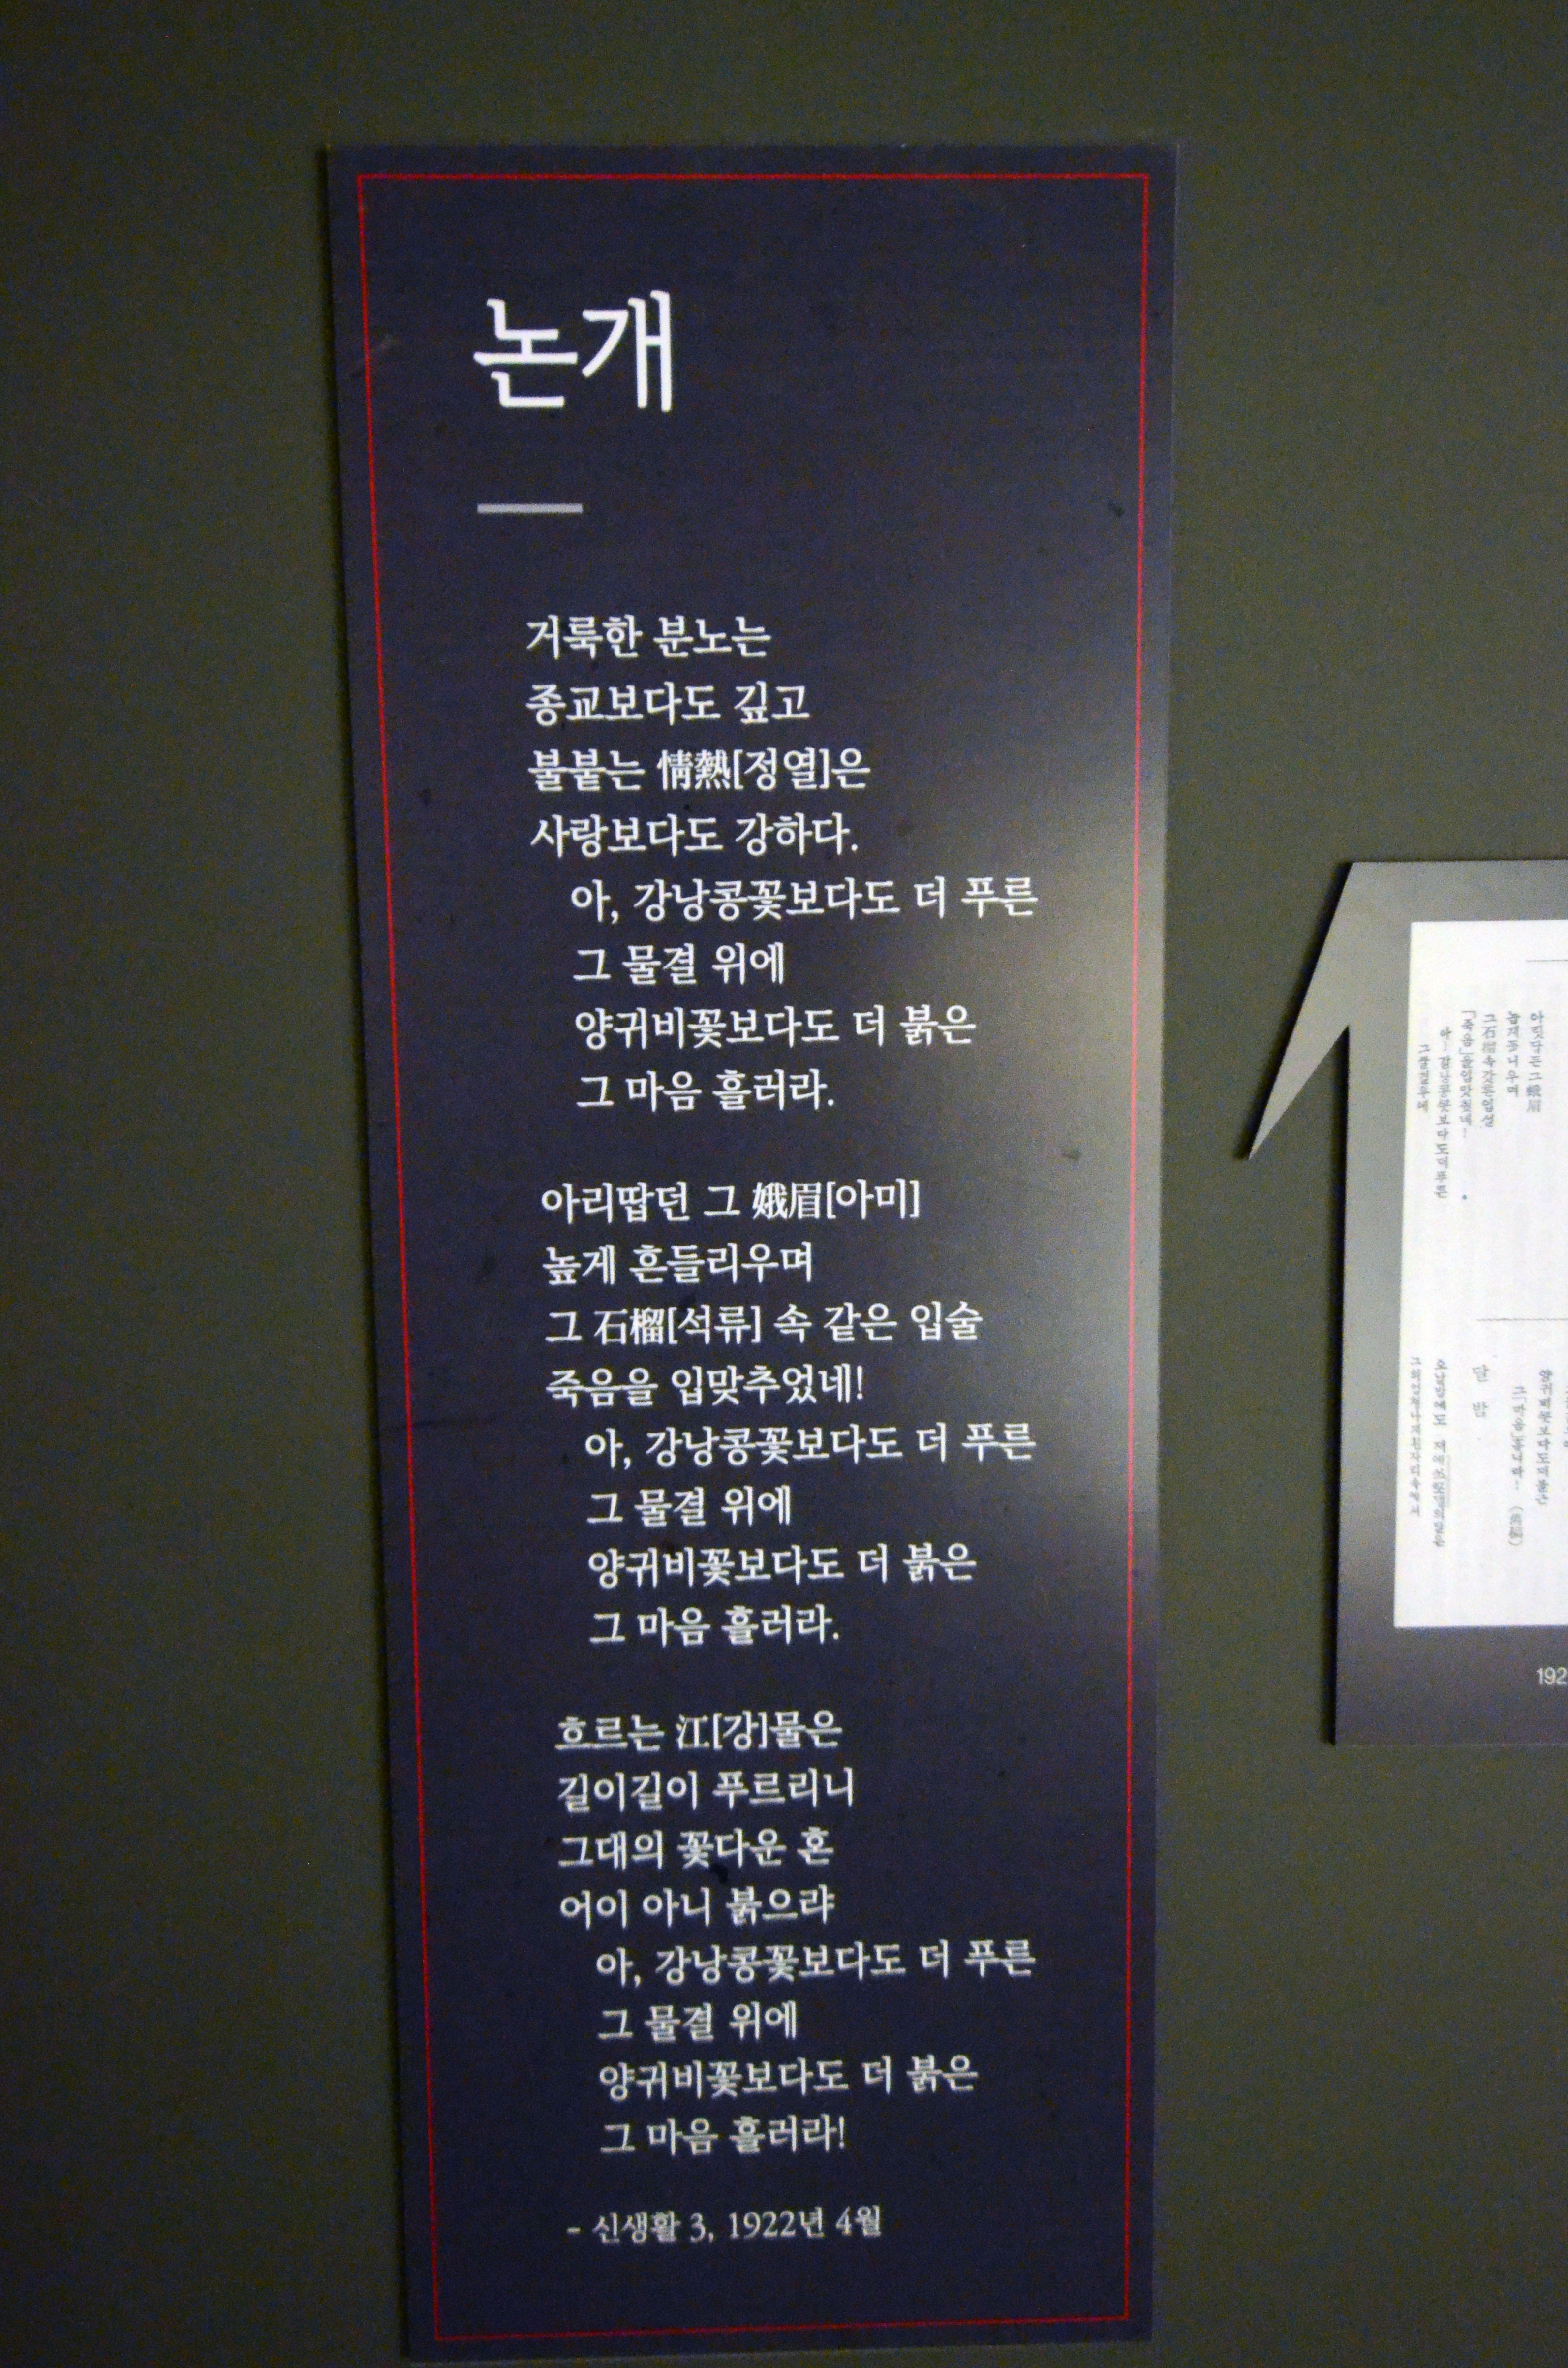 논개
거룩한 분노는
종교보다도 깊고
불붙는 情熱[정열]은
사랑보다도 강하다.
아, 강낭콩꽃보다도 더 푸른
그 물결 위에
양귀비꽃보다도 더 붉은
그 마음 흘러라.
아리땁던 그 娥眉[아미]
높게 흔들리우며
그 石榴[석류] 속 같은 입술
죽음을 입맞추었네!
아, 강낭콩꽃보다도 더 푸른
그 물결 위에
양귀비꽃보다도 더 붉은
그 마음 흘러라.
흐르는 江[강]물은
길이길이 푸르리니
그대의 꽃다운 혼
어이 아니 붉으랴
아, 강낭콩꽃보다도 더 푸른
그 물결 위에
양귀비꽃보다도 더 붉은
그 마음 흘러라!
- 신생활 3, 1922년 4월
달 밤
192